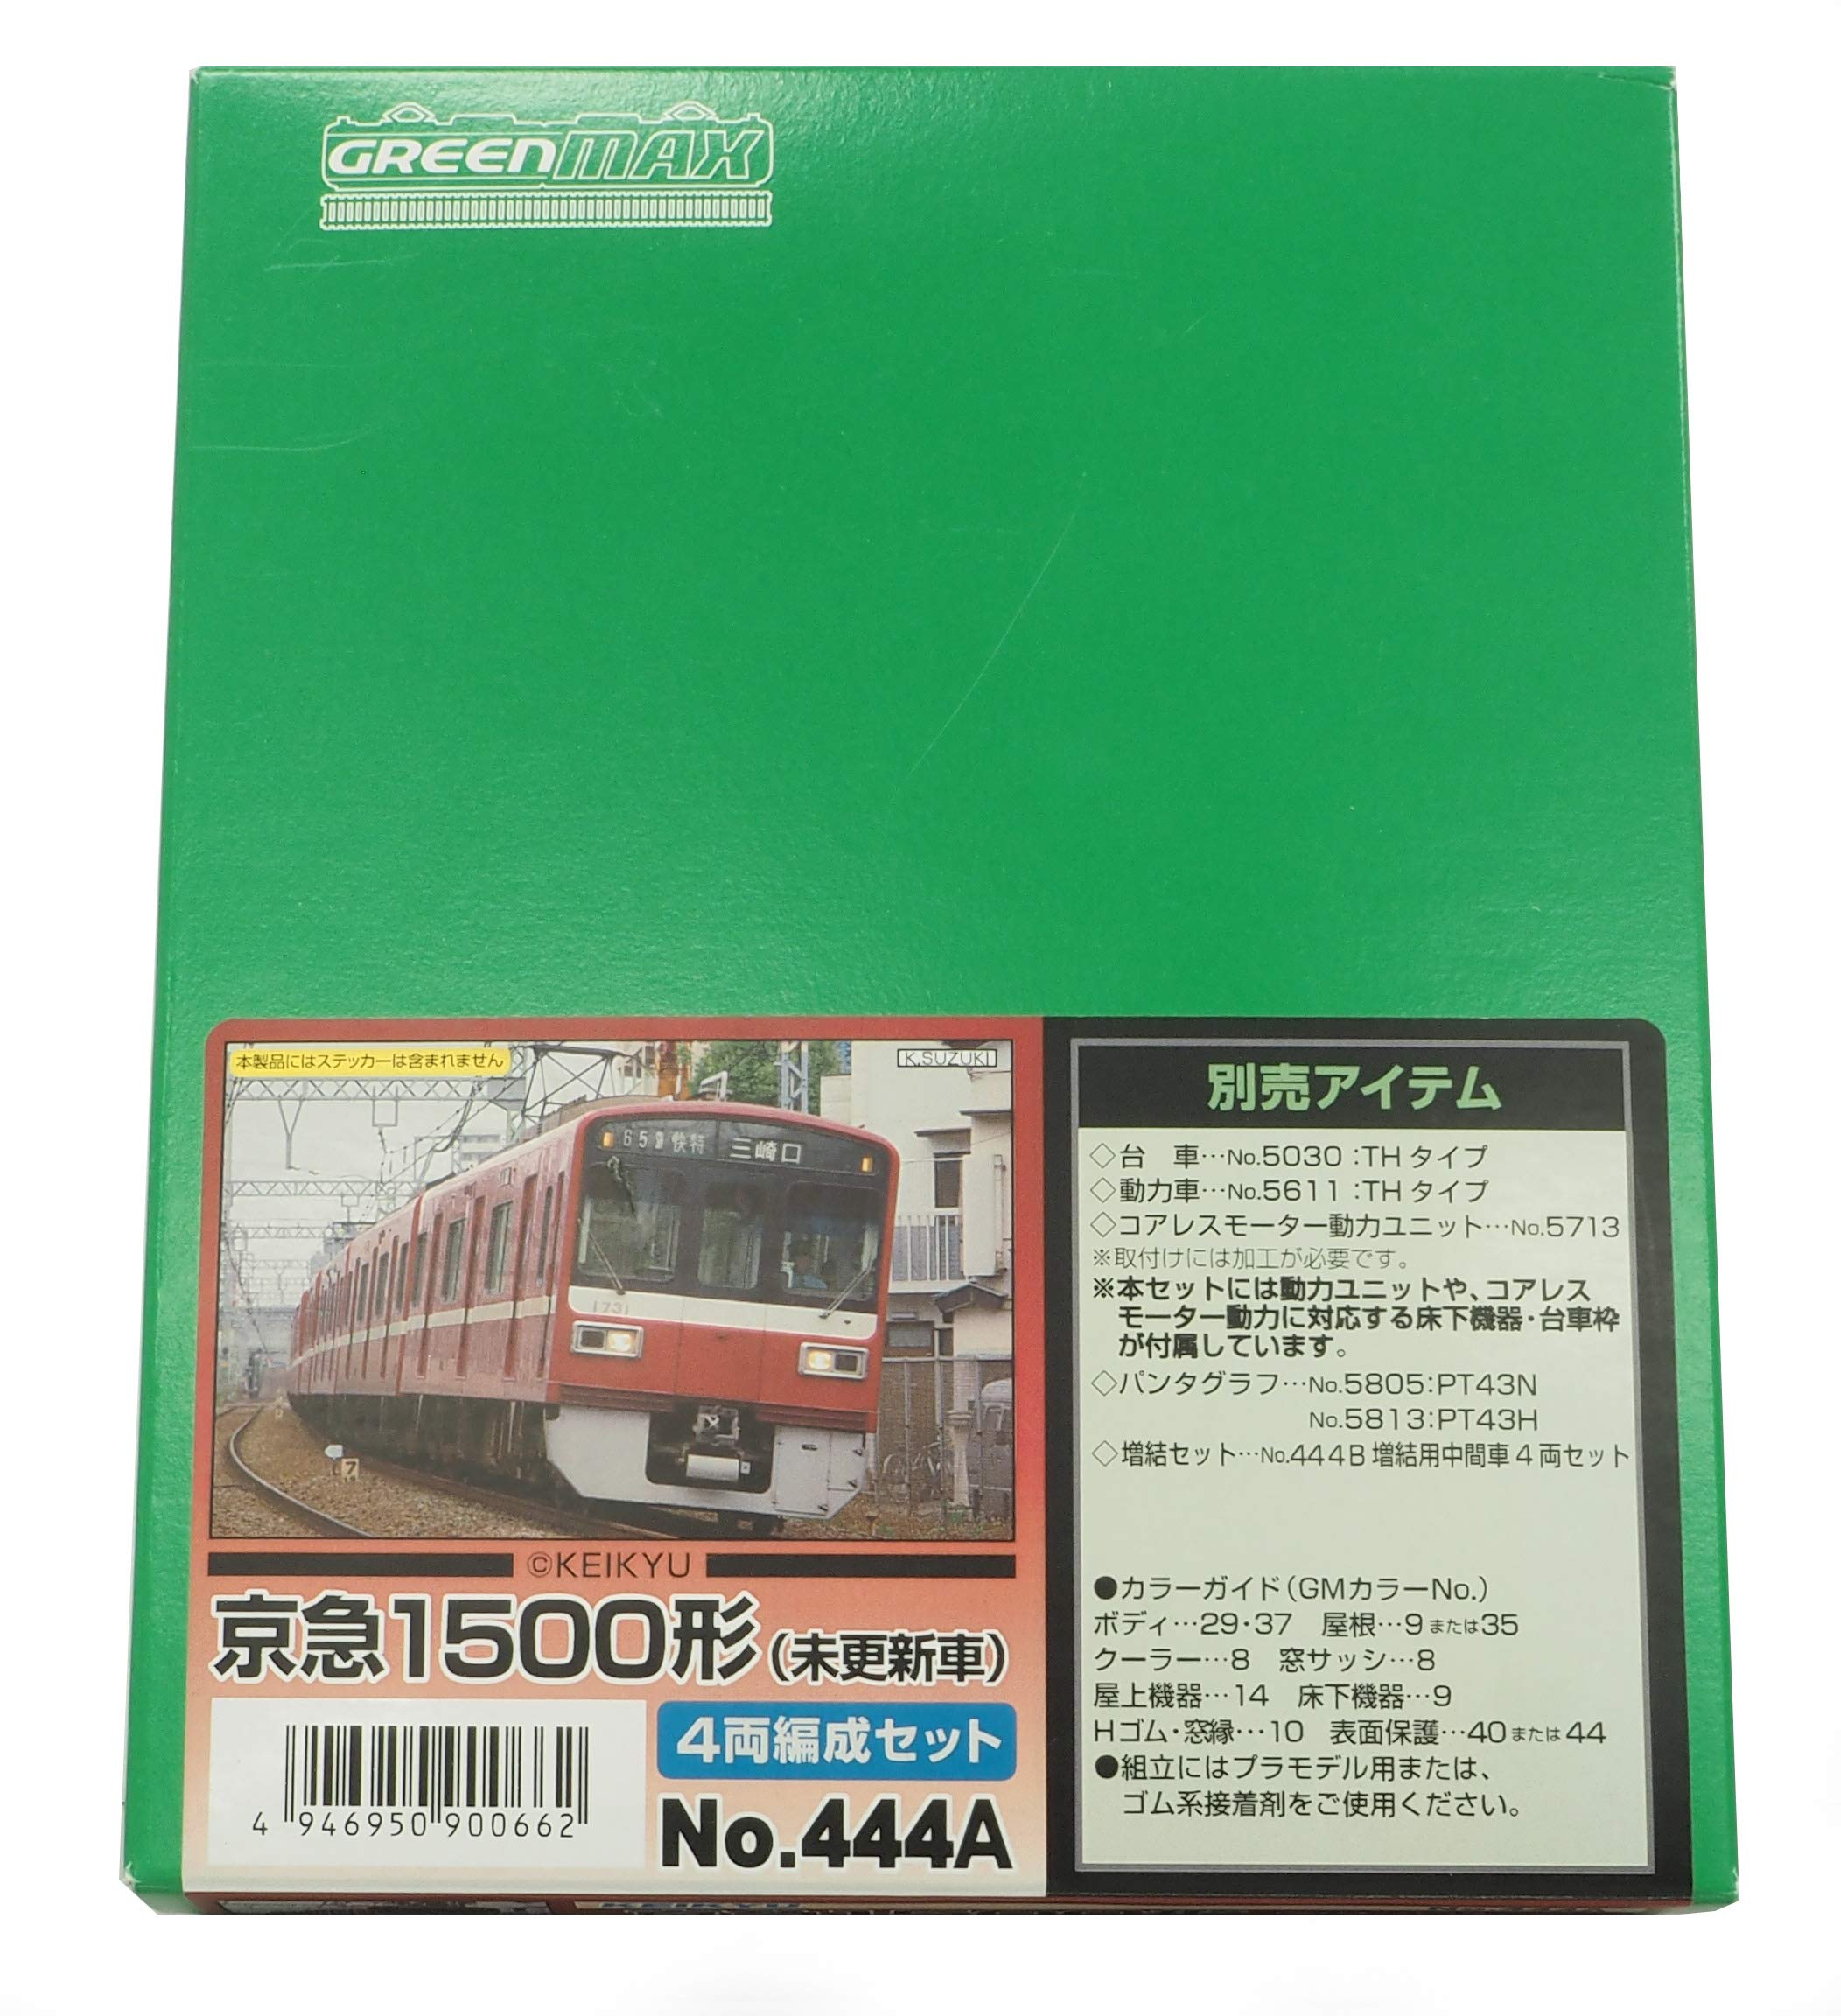 GREENMAX
本製品にはステッカーは含まれません
K.SUZUKI
快特 三崎口
1731
7
©KEIKYU
京急1500形(未更新車)
4両編成セット
4 946950 900662
No.444A
別売アイテム
◇台　車…No.5030：THタイプ
◇動力車…No.5611：THタイプ
◇コアレスモーター動力ユニット…No.5713
※取付けには加工が必要です。
※本セットには動力ユニットや、コアレス
モーター動力に対応する床下機器・台車枠
が付属しています。
◇パンタグラフ…No.5805：PT43N
No.5813：PT43H
◇増結セット…No.444B 増結用中間車4両セット
●カラーガイド(GMカラーNo.)
ボディ…29・37　屋根…9または35
クーラー…8　窓サッシ…8
屋上機器…14　床下機器…9
Hゴム・窓縁…10　表面保護…40または44
●組立にはプラモデル用または、
ゴム系接着剤をご使用ください。